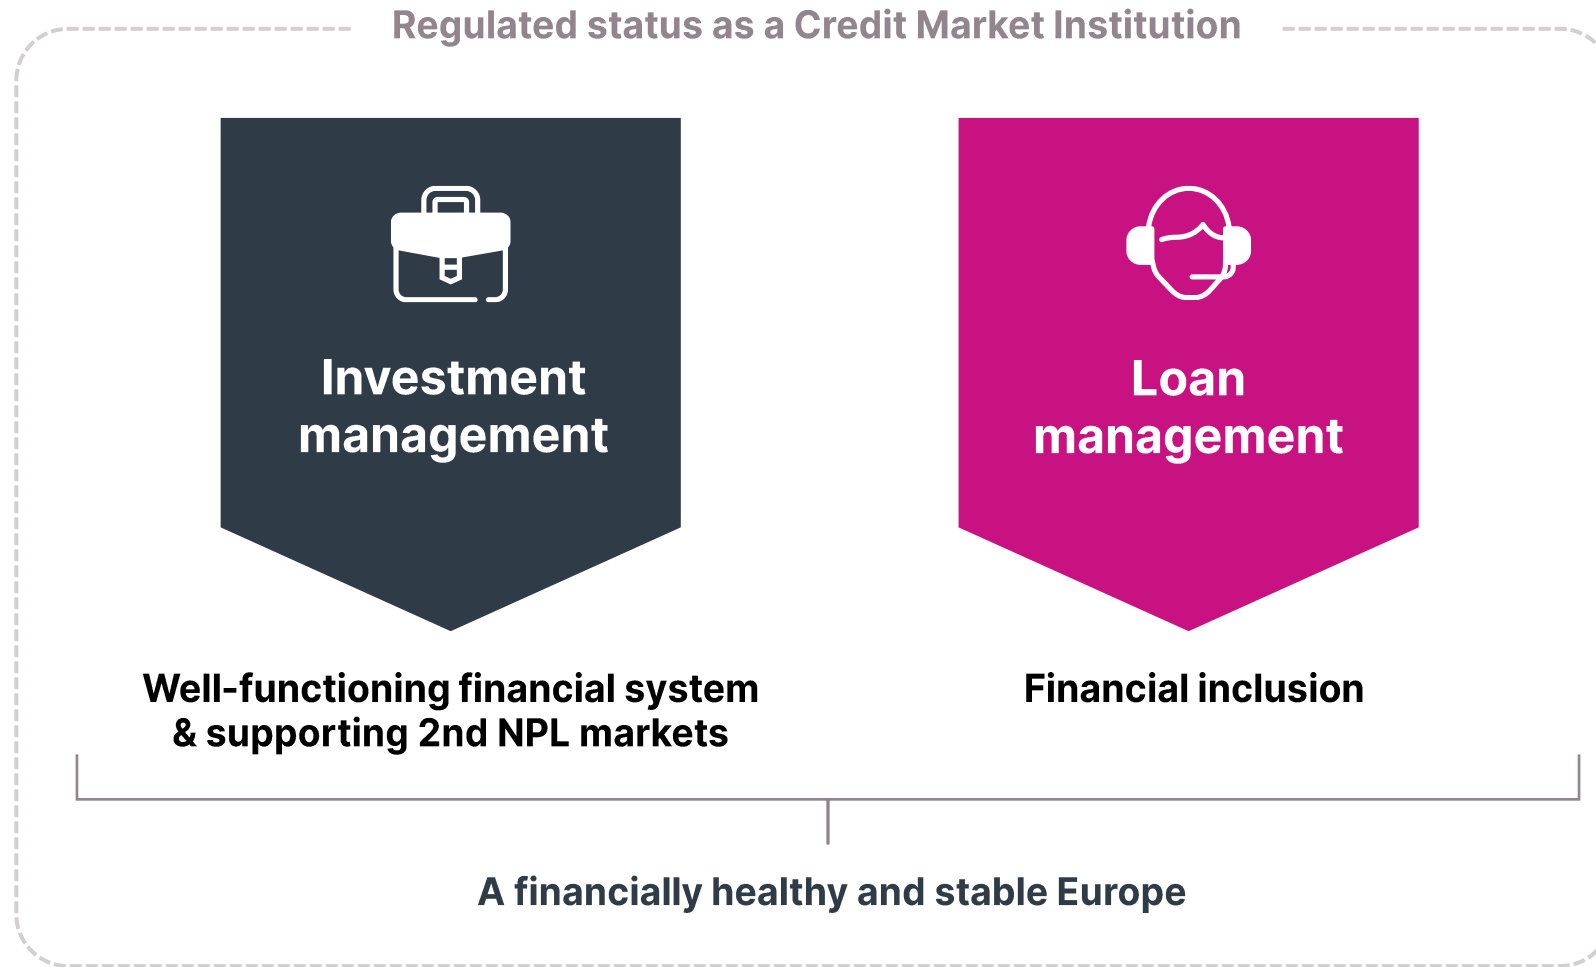 Regulated status as a Credit Market Institution
Investment
management
Loan
management
Well-functioning financial system
& supporting 2nd NPL markets
Financial inclusion
A financially healthy and stable Europe